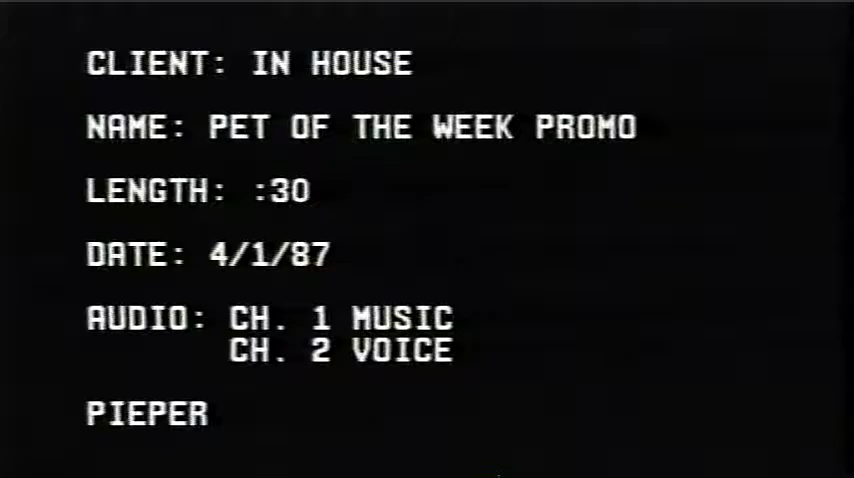 CLIENT: IN HOUSE
NAME: PET OF THE WEEK PROMO
LENGTH: :30
DATE: 4/1/87
AUDIO: CH. 1 MUSIC
CH. 2 VOICE
PIEPER